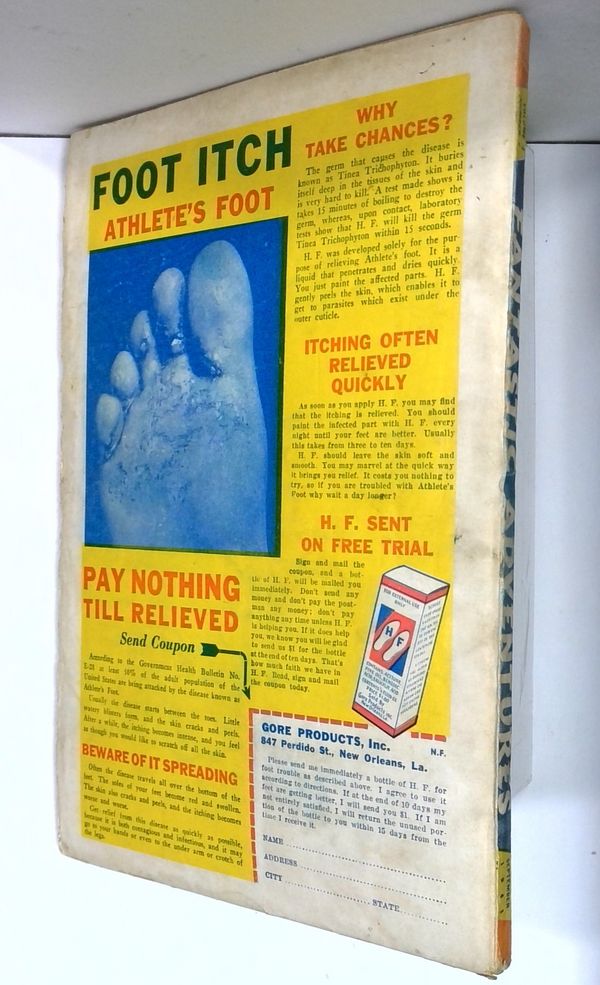 FOOT ITCH
ATHLETE'S FOOT
PAY NOTHING
TILL RELIEVED
Send Coupon
According to the Government Health Bulletin No.
E-28 at least 50% of the adult population of the
United States are being attacked by the disease known as
Athlete's Foot.
Usually the disease starts between the toes. Little
watery blisters form, and the skin cracks and peels.
After a while, the itching becomes intense, and you feel
as though you would like to scratch off all the skin.
BEWARE OF IT SPREADING
Often the disease travels all over the bottom of the
feet. The soles of your feet become red and swollen.
The skin also cracks and peels, and the itching becomes
worse and worse.
Get relief from this disease as quickly as possible,
because it is both contagious and infectious, and it may
go to your hands or even to the under arm or crotch of
the legs.
WHY
TAKE CHANCES?
The germ that causes the disease is
known as Tinea Trichophyton. It buries
itself deep in the tissues of the skin and
is very hard to kill. A test made shows it
takes 15 minutes of boiling to destroy the
germ, whereas, upon contact, laboratory
tests show that H. F. will kill the germ
Tinea Trichophyton within 15 seconds.
H. F. was developed solely for the pur-
pose of relieving Athlete's foot. It is a
liquid that penetrates and dries quickly.
You just paint the affected parts. H. F.
gently peels the skin, which enables it to
get to parasites which exist under the
outer cuticle.
ITCHING OFTEN
RELIEVED
QUICKLY
As soon as you apply H. F. you may find
that the itching is relieved. You should
paint the infected part with H. F. every
night until your feet are better. Usually
this takes from three to ten days.
H. F. should leave the skin soft and
smooth. You may marvel at the quick way
it brings you relief. It costs you nothing to
try, so if you are troubled with Athlete's
Foot why wait a day longer?
H. F. SENT
ON FREE TRIAL
Sign and mail the
coupon, and a bot-
tle of H. F. will be mailed you
immediately. Don't send any
money and don't pay the post-
man any money; don't pay
anything any time unless H. F.
is helping you. If it does help
you, we know you will be glad
to send us $1 for the bottle
at the end of ten days. That's
how much faith we have in
H. F. Read, sign and mail
the coupon today.
FOR EXTERNAL USE
ONLY
H F
GORE PRODUCTS, Inc.
N.F.
847 Perdido St., New Orleans, La.
Please send me immediately a bottle of H. F. for
foot trouble as described above. I agree to use it
according to directions. If at the end of 10 days my
feet are getting better, I will send you $1. If I am
not entirely satisfied, I will return the unused por-
tion of the bottle to you within 15 days from the
time I receive it.
NAME
ADDRESS
CITY
STATE
FANTASTIC ADVENTURES
SEPTEMBER